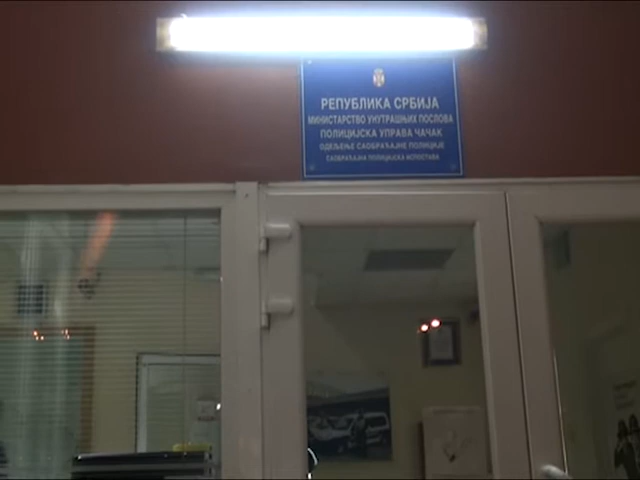 РЕПУБЛИКА СРБИЈА
МИНИСТАРСТВО УНУТРАШЊИХ ПОСЛОВА
ПОЛИЦИЈСКА УПРАВА ЧАЧАК
ОДЕЉЕЊЕ САОБРАЋАЈНЕ ПОЛИЦИЈЕ
САОБРАЋАЈНА ПОЛИЦИЈСКА ИСПОСТАВА